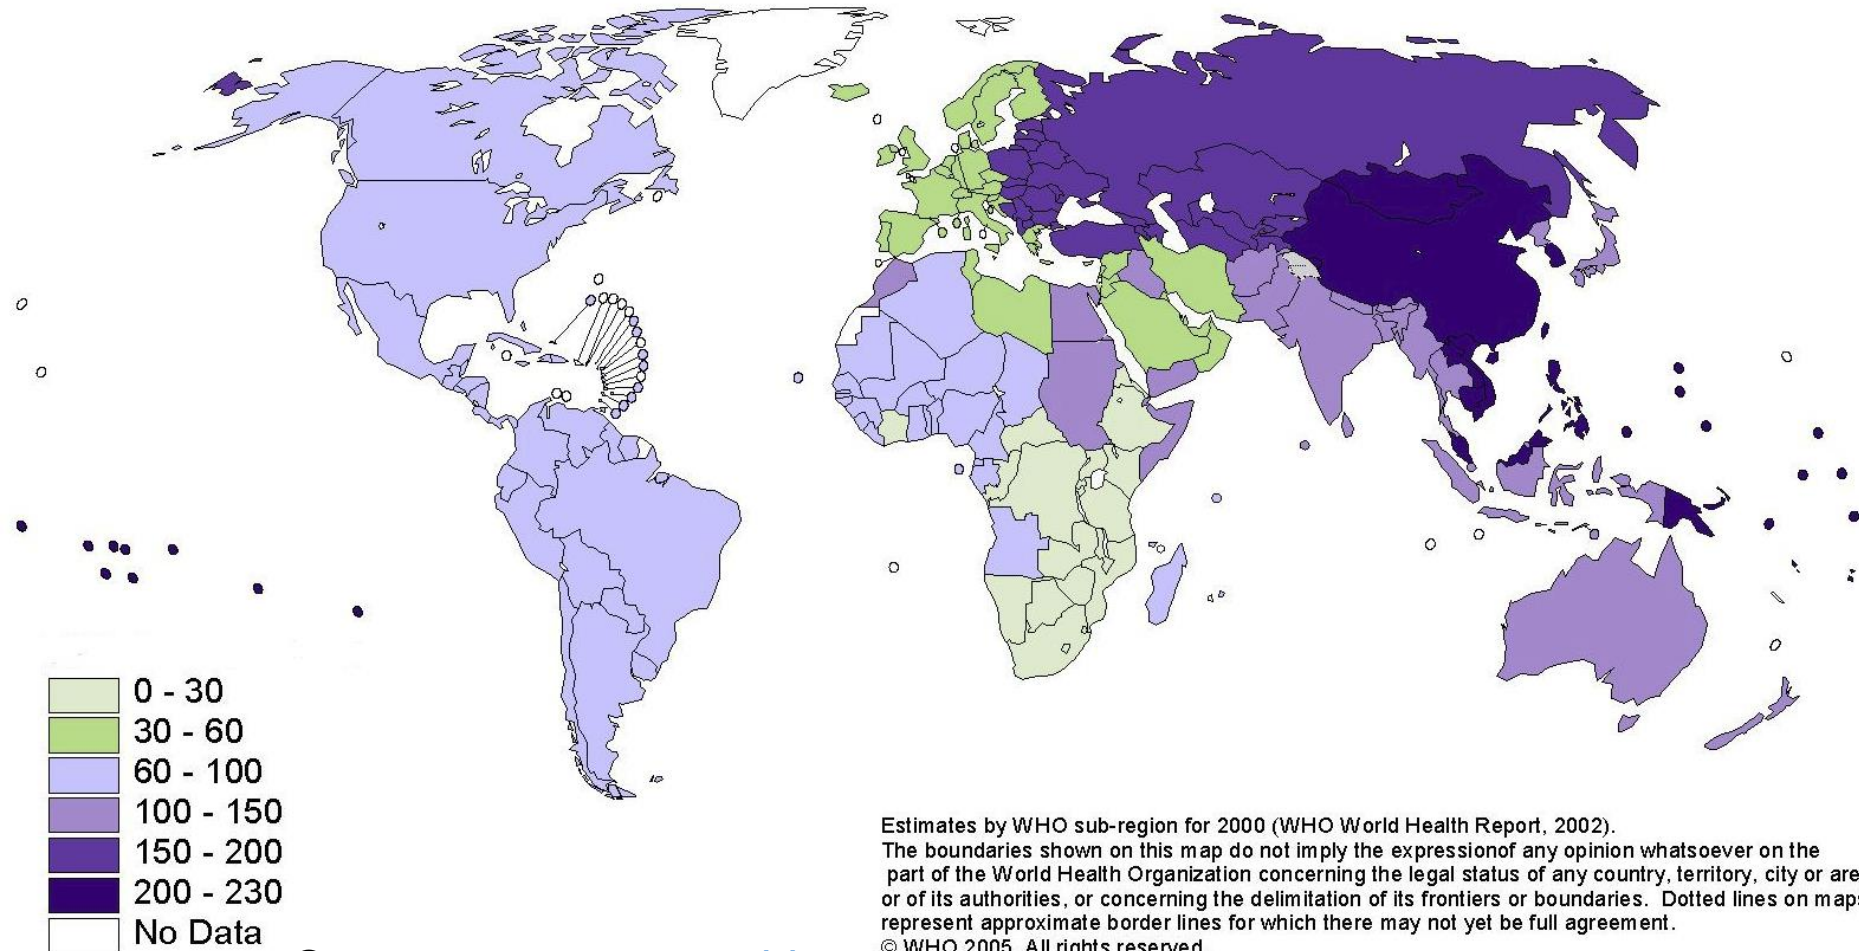 0 - 30
30 - 60
60 - 100
100 - 150
150 - 200
200 - 230
No Data
Estimates by WHO sub-region for 2000 (WHO World Health Report, 2002).
The boundaries shown on this map do not imply the expressionof any opinion whatsoever on the
part of the World Health Organization concerning the legal status of any country, territory, city or are
or of its authorities, or concerning the delimitation of its frontiers or boundaries. Dotted lines on maps
represent approximate border lines for which there may not yet be full agreement.
© WHO 2005. All rights reserved